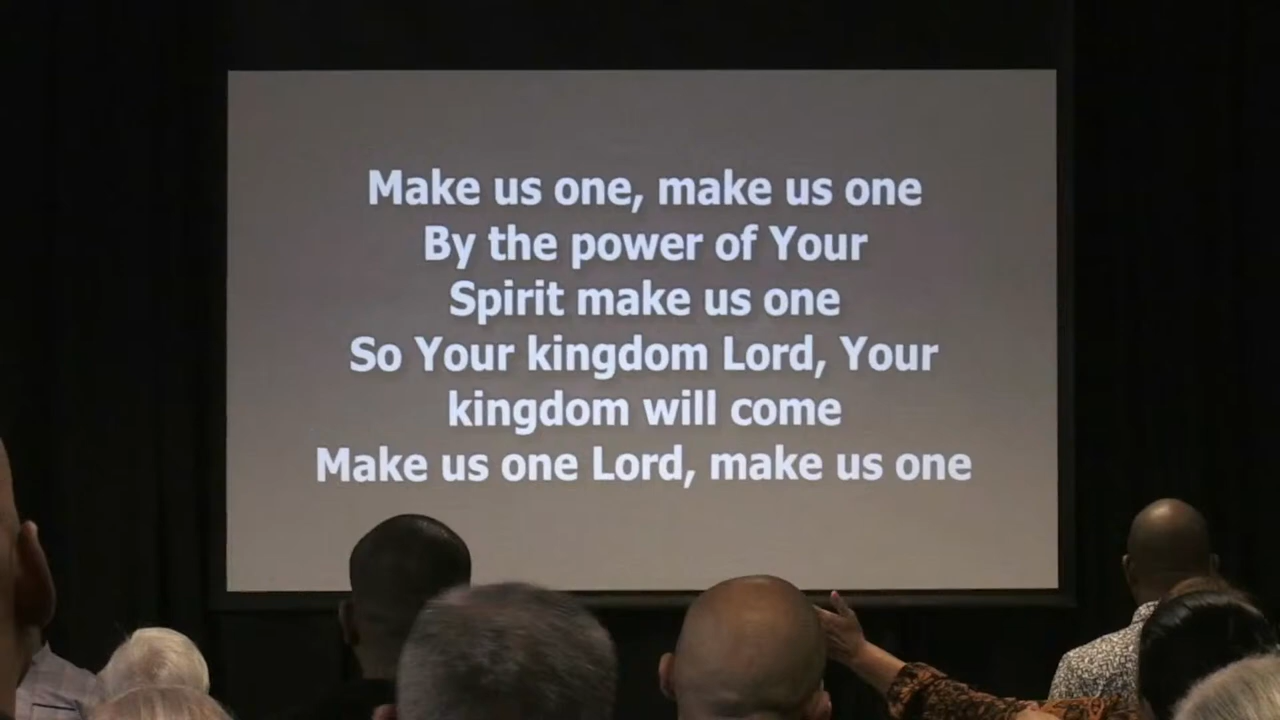 Make us one, make us one
By the power of Your
Spirit make us one
So Your kingdom Lord, Your
kingdom will come
Make us one Lord, make us one